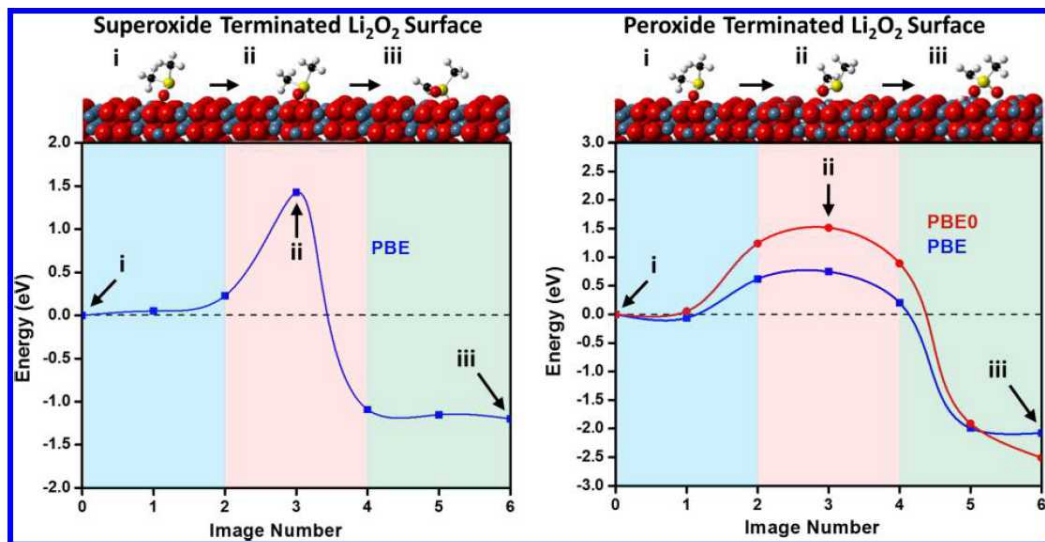 Superoxide Terminated Li₂O₂ Surface
i ii iii
2.0
1.5
1.0
0.5
0.0
-0.5
-1.0
-1.5
-2.0
Energy (eV)
i
ii
iii
PBE
0 1 2 3 4 5 6
Image Number
Peroxide Terminated Li₂O₂ Surface
i ii iii
3.0
2.5
2.0
1.5
1.0
0.5
0.0
-0.5
-1.0
-1.5
-2.0
-2.5
-3.0
Energy (eV)
i
ii
iii
PBE0
PBE
0 1 2 3 4 5 6
Image Number